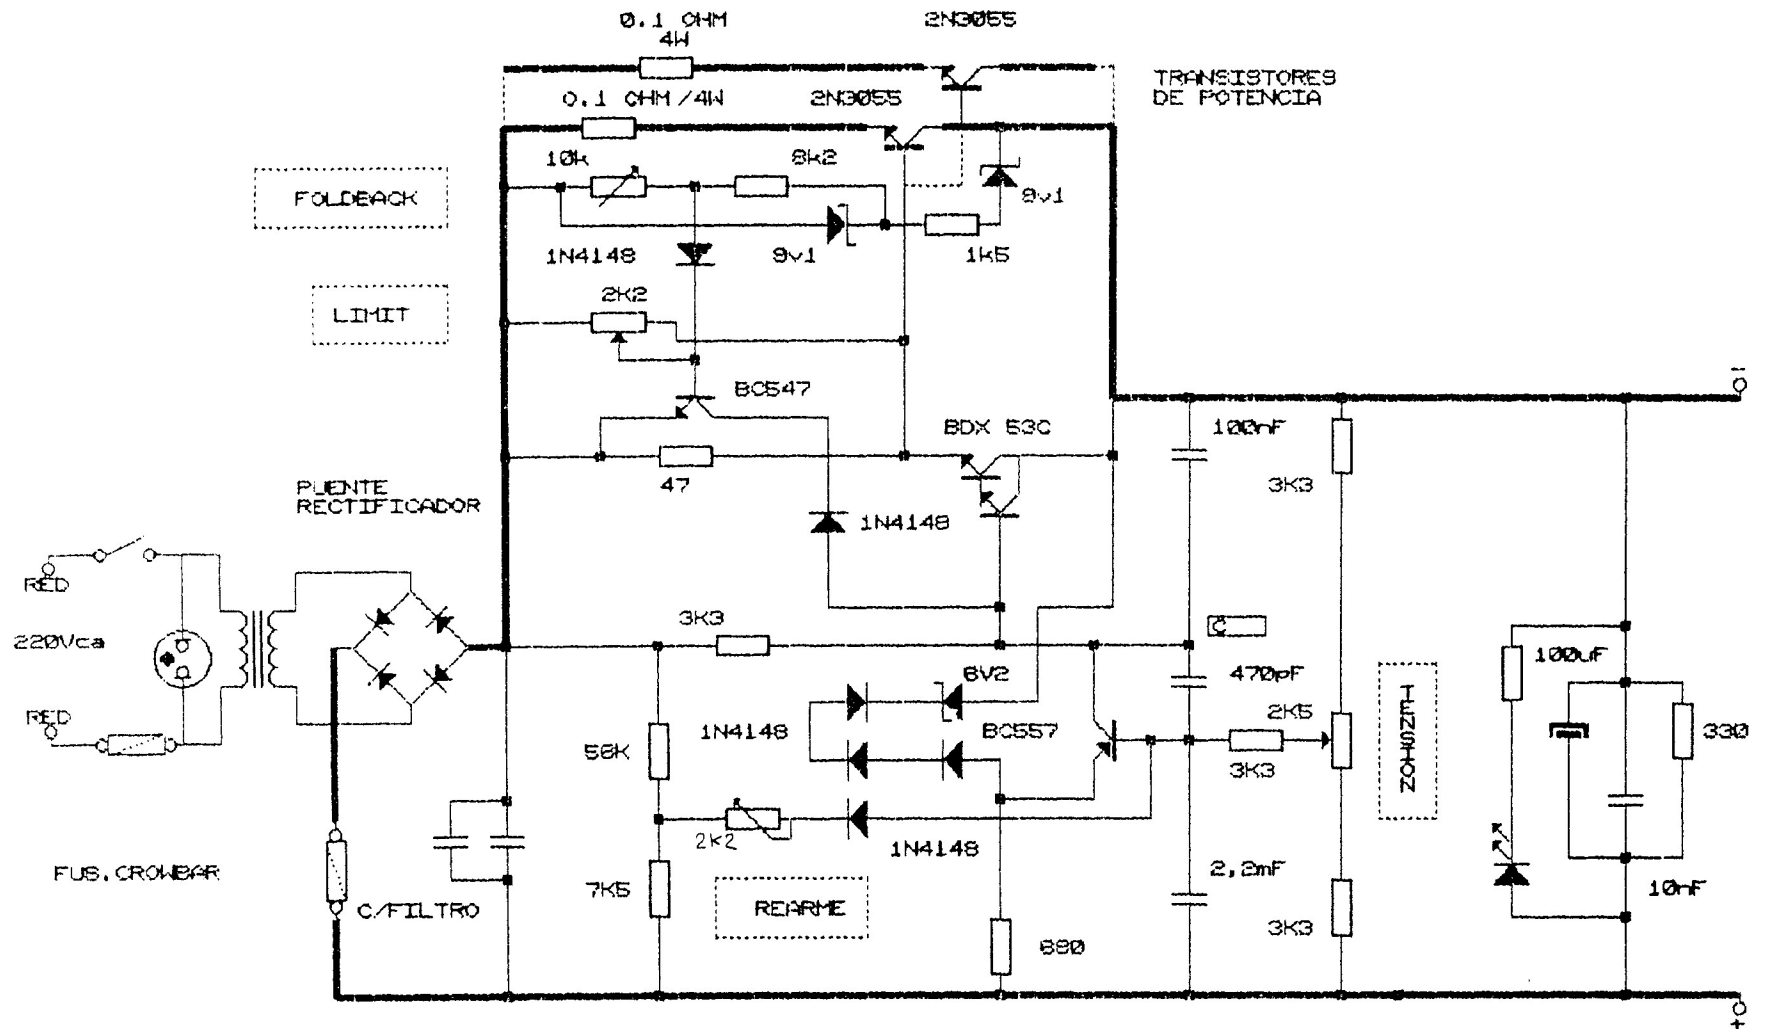 0.1 OHM
4W
2N3055
TRANSISTORES
DE POTENCIA
0.1 OHM/4W
2N3055
10k
8k2
FOLDBACK
9v1
1N4148
9v1
1k5
2K2
LIMIT
BC547
BDX 53C
100nF
3K3
47
PUENTE
RECTIFICADOR
1N4148
RED
220Vca
3K3
C
6V2
470pF
100uF
RED
1N4148
BC557
2K5
TENSION
330
56K
3K3
2K2
1N4148
FUS.CROWBAR
7K5
2,2mF
10nF
C/FILTRO
REARME
3K3
680
-
+